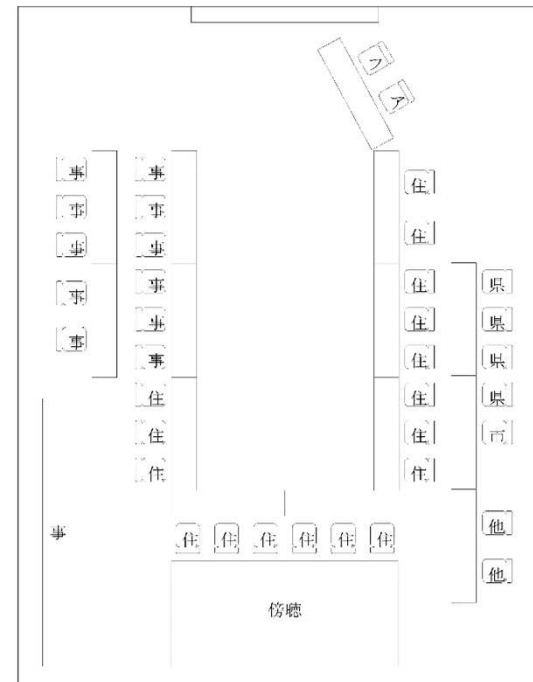 フ
ア
事 事 住
事 事 住
事 事 住 県
事 事 住 県
事 事 住 県
事 住 県
住 住 市
住 住
住 他
事 住 住 住 住 住 住
他
傍聴